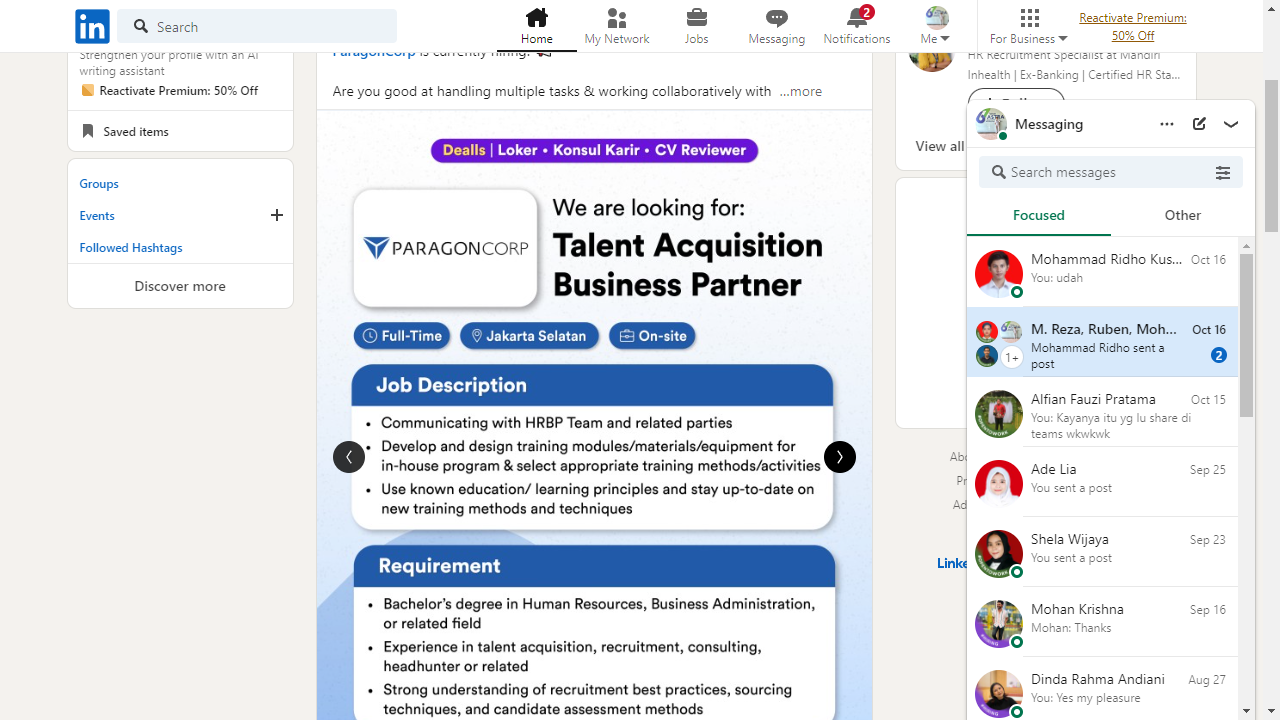 in
Search
Home
My Network
Jobs
Messaging
2
Notifications
Me
For Business
Reactivate Premium:
50% Off
Strengthen your profile with an AI
writing assistant
Reactivate Premium: 50% Off
Saved items
Groups
Events
Followed Hashtags
Discover more
ParagonCorp is currently hiring!
Are you good at handling multiple tasks & working collaboratively with ...more
Dealls | Loker • Konsul Karir • CV Reviewer
PARAGONCORP
We are looking for:
Talent Acquisition
Business Partner
Full-Time
Jakarta Selatan
On-site
Job Description
• Communicating with HRBP Team and related parties
• Develop and design training modules/materials/equipment for
in-house program & select appropriate training methods/activities
• Use known education/ learning principles and stay up-to-date on
new training methods and techniques
Requirement
• Bachelor's degree in Human Resources, Business Administration,
or related field
• Experience in talent acquisition, recruitment, consulting,
headhunter or related
• Strong understanding of recruitment best practices, sourcing
techniques, and candidate assessment methods
HR Recruitment Specialist at Mandiri
Inhealth | Ex-Banking | Certified HR Sta...
View all
Messaging
Search messages
Focused
Other
Mohammad Ridho Kus... Oct 16
You: udah
M. Reza, Ruben, Moh... Oct 16
1+
Mohammad Ridho sent a
post
2
Alfian Fauzi Pratama Oct 15
You: Kayanya itu yg lu share di
teams wkwkwk
Ade Lia Sep 25
You sent a post
Shela Wijaya Sep 23
You sent a post
Mohan Krishna Sep 16
Mohan: Thanks
Dinda Rahma Andiani Aug 27
You: Yes my pleasure